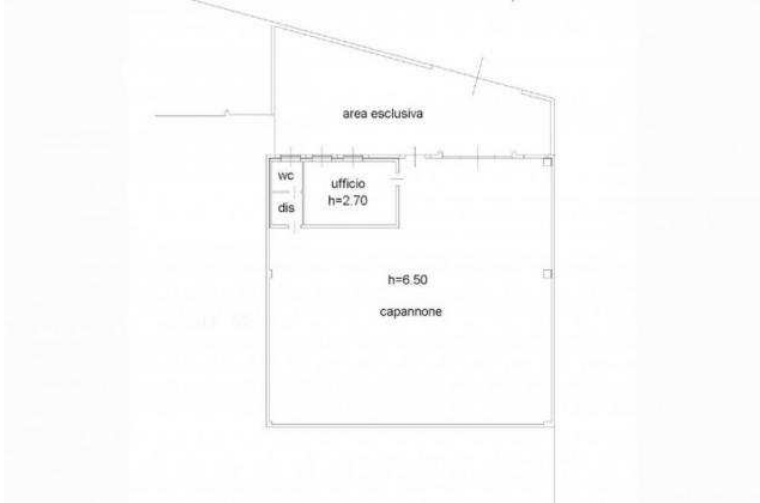 area esclusiva
wc
ufficio
h=2.70
dis
h=6.50
capannone